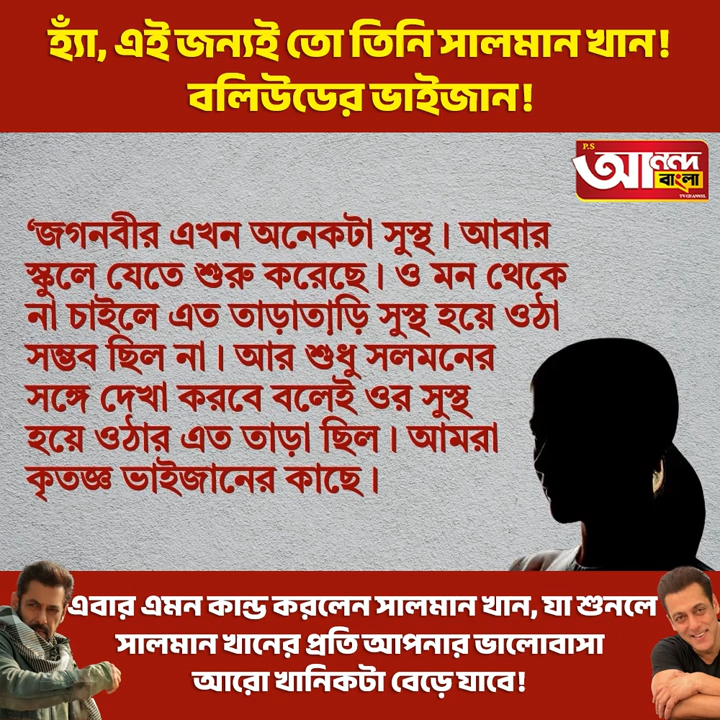 হ্যাঁ, এই জন্যই তো তিনি সালমান খান!
বলিউডের ভাইজান!
P.S
আনন্দ
বাংলা
TV CHANNEL
‘জগনবীর এখন অনেকটা সুস্থ। আবার
স্কুলে যেতে শুরু করেছে। ও মন থেকে
না চাইলে এত তাড়াতাড়ি সুস্থ হয়ে ওঠা
সম্ভব ছিল না। আর শুধু সলমনের
সঙ্গে দেখা করবে বলেই ওর সুস্থ
হয়ে ওঠার এত তাড়া ছিল। আমরা
কৃতজ্ঞ ভাইজানের কাছে।
এবার এমন কান্ড করলেন সালমান খান, যা শুনলে
সালমান খানের প্রতি আপনার ভালোবাসা
আরো খানিকটা বেড়ে যাবে!